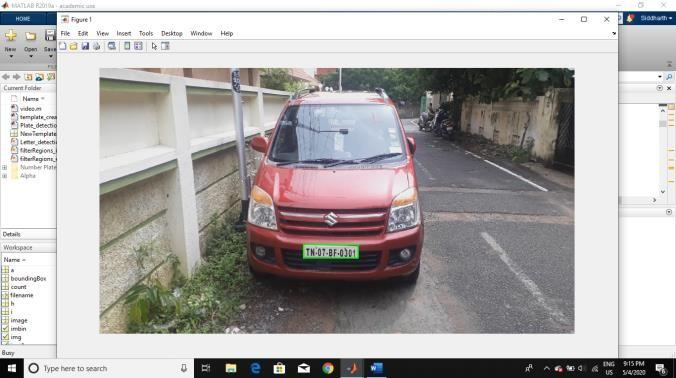 MATLAB R2019a - academic use
HOME
Siddharth
Figure 1
File Edit View Insert Tools Desktop Window Help
New Open Save
Current Folder
Name
video.m
template_crea
Plate_detectio
NewTemplate
Letter_detecti
filterRegions_
filterRegions_
Number Plate
Alpha
Details
Workspace
Name
a
boundingBox
count
filename
h
i
image
imbin
img
Busy
TN-07-BF-0301
Type here to search
ENG
US
9:15 PM
5/4/2020